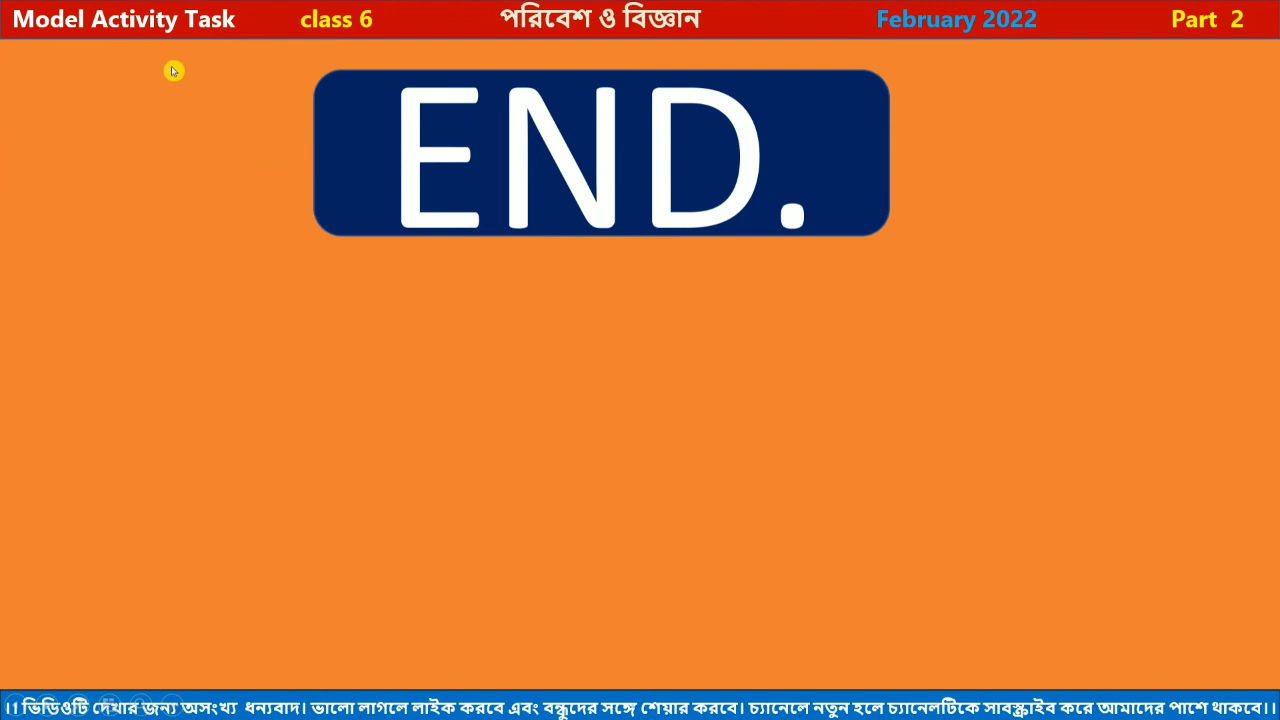 Model Activity Task class 6 পরিবেশ ও বিজ্ঞান February 2022 Part 2
END.
।।ভিডিওটি দেখার জন্য অসংখ্য ধন্যবাদ। ভালো লাগলে লাইক করবে এবং বন্ধুদের সঙ্গে শেয়ার করবে। চ্যানেলে নতুন হলে চ্যানেলটিকে সাবস্ক্রাইব করে আমাদের পাশে থাকবে।।